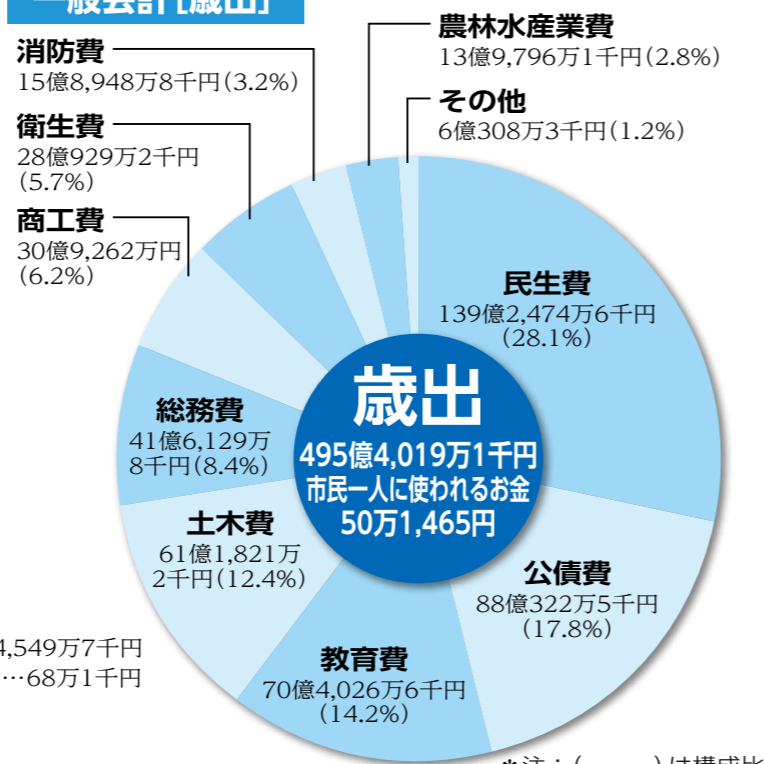 一般会計［歳出］
消防費
15億8,948万8千円(3.2%)
衛生費
28億929万2千円
(5.7%)
商工費
30億9,262万円
(6.2%)
農林水産業費
13億9,796万1千円(2.8%)
その他
6億308万3千円(1.2%)
民生費
139億2,474万6千円
(28.1%)
歳出
495億4,019万1千円
市民一人に使われるお金
50万1,465円
総務費
41億6,129万
8千円(8.4%)
土木費
61億1,821万
2千円(12.4%)
公債費
88億322万5千円
(17.8%)
教育費
70億4,026万6千円
(14.2%)
4,549万7千円
…68万1千円
＊注：(　　　)は構成比